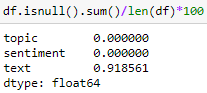 df.isnull().sum()/len(df)*100
topic 0.000000
sentiment 0.000000
text 0.918561
dtype: float64